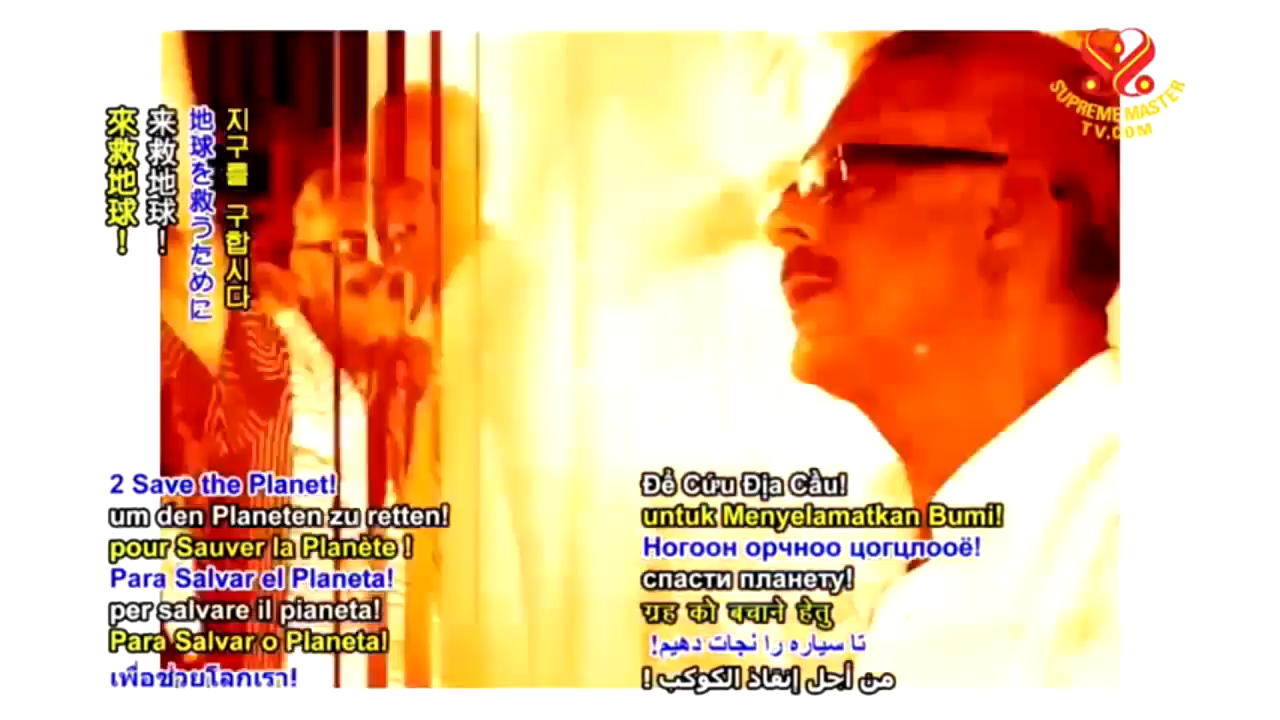 來救地球！
来救地球！
地球を救うために
지구를 구합시다
SUPREME MASTER
TV.COM
2 Save the Planet!
um den Planeten zu retten!
pour Sauver la Planète !
Para Salvar el Planeta!
per salvare il pianeta!
Para Salvar o Planeta!
เพื่อช่วยโลกเรา!
Để Cứu Địa Cầu!
untuk Menyelamatkan Bumi!
Ногоон орчноо цогцлооё!
спасти планету!
ग्रह को बचाने हेतु
تا سیاره را نجات دهیم!
من أجل إنقاذ الكوكب !